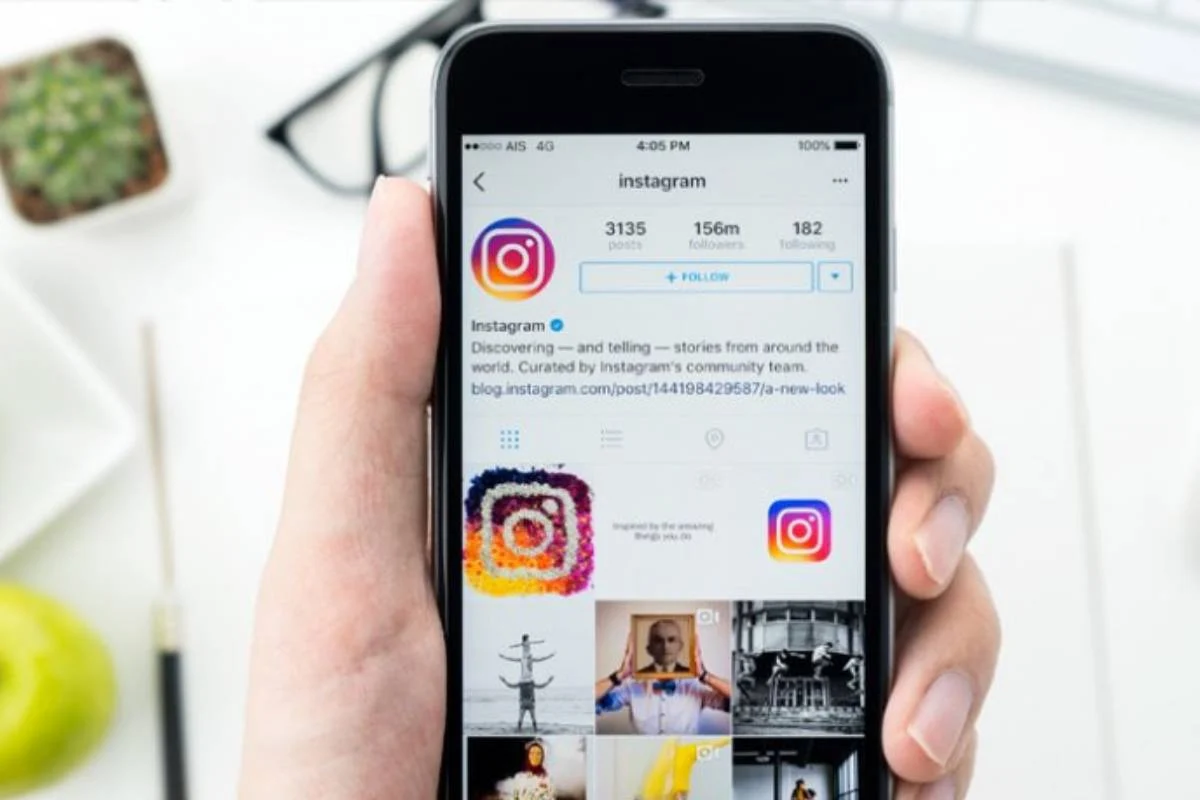 AIS 4G 4:05 PM 100%
instagram
3135 156m 182
posts followers following
+ FOLLOW
Instagram
Discovering — and telling — stories from around the
world. Curated by Instagram's community team.
blog.instagram.com/post/144198429587/a-new-look
Inspired by the amazing
things you do